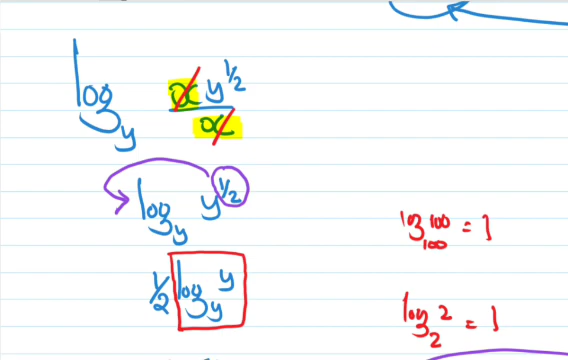 log_y (x y^{1/2})/x
log_y y^{1/2}
1/2 log_y y
log_100 100 = 1
log_2 2 = 1